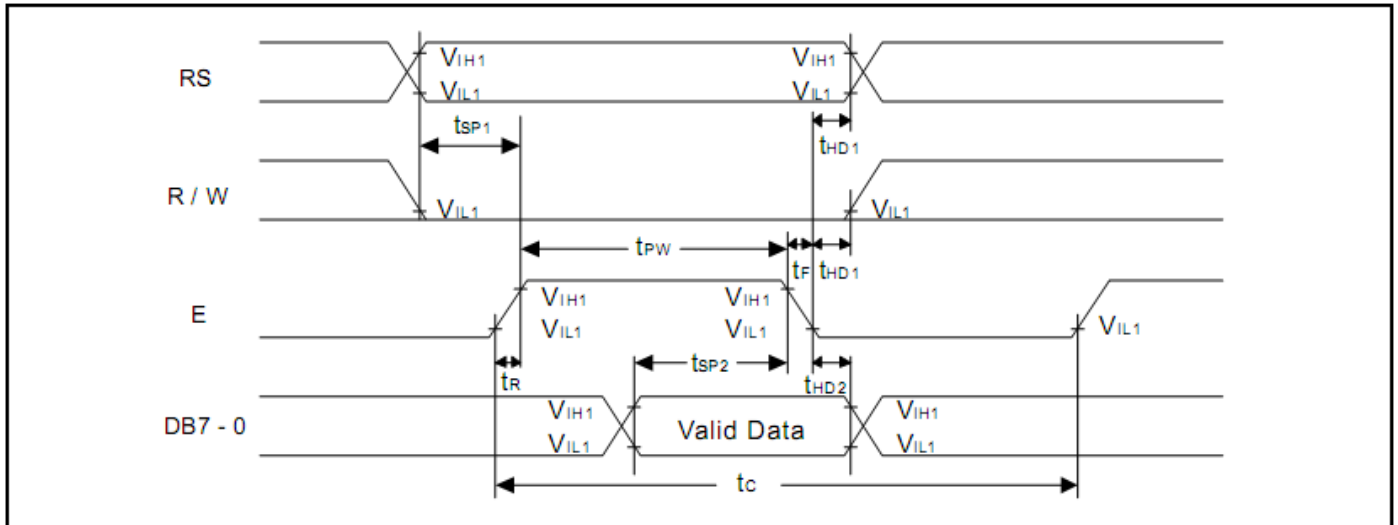 RS
VIH1
VIL1
VIH1
VIL1
tSP1
tHD1
R / W
VIL1
VIL1
tPW
tF
tHD1
E
VIH1
VIL1
VIH1
VIL1
VIL1
tR
tSP2
tHD2
DB7 - 0
VIH1
VIL1
Valid Data
VIH1
VIL1
tC